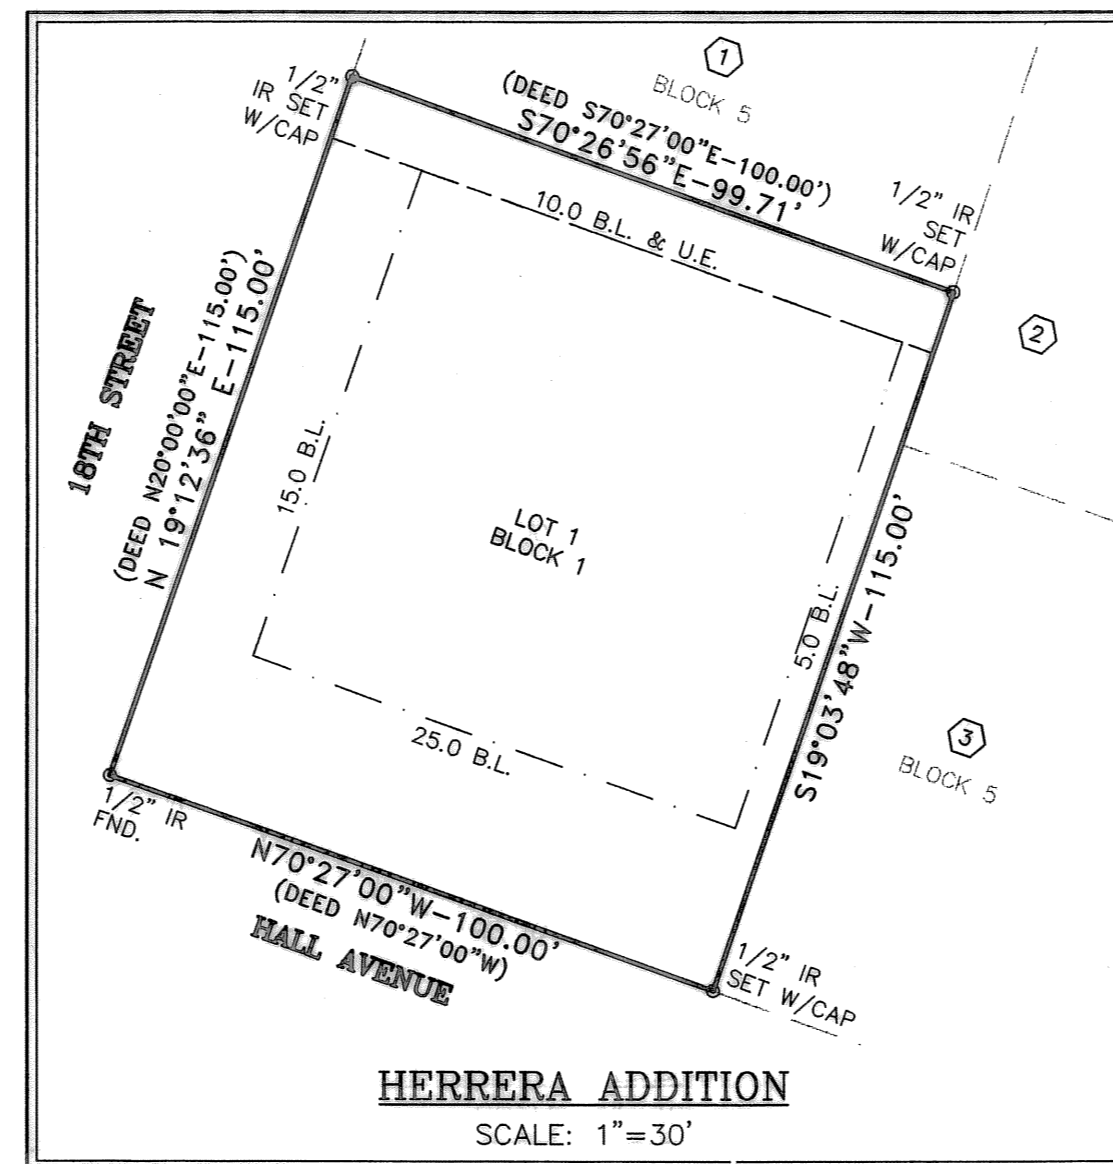 1
BLOCK 5
1/2"
IR SET
W/CAP
(DEED S70°27'00"E-100.00')
S70°26'56"E-99.71'
1/2" IR
SET
W/CAP
10.0 B.L. & U.E.
2
18TH STREET
(DEED N20°00'00"E-115.00')
N 19°12'36" E-115.00'
15.0 B.L.
LOT 1
BLOCK 1
5.0 B.L.
S19°03'48"W-115.00'
3
BLOCK 5
25.0 B.L.
1/2" IR
FND.
N70°27'00"W-100.00'
(DEED N70°27'00"W)
HALL AVENUE
1/2" IR
SET W/CAP
HERRERA ADDITION
SCALE: 1"=30'